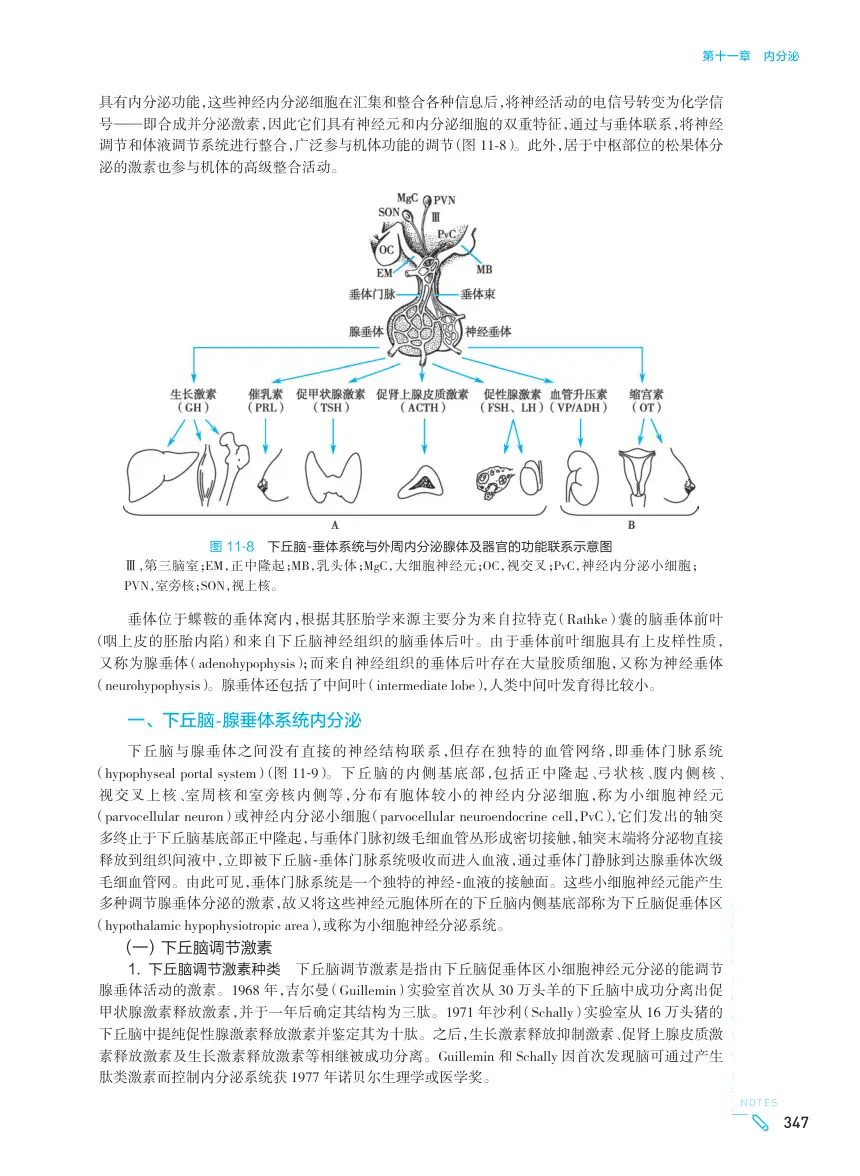 第十一章 内分泌
具有内分泌功能,这些神经内分泌细胞在汇集和整合各种信息后,将神经活动的电信号转变为化学信
号——即合成并分泌激素,因此它们具有神经元和内分泌细胞的双重特征,通过与垂体联系,将神经
调节和体液调节系统进行整合,广泛参与机体功能的调节(图 11-8)。此外,居于中枢部位的松果体分
泌的激素也参与机体的高级整合活动。
MgC PVN
SON Ⅲ
PvC
OC
EM MB
垂体门脉 垂体束
腺垂体 神经垂体
生长激素 催乳素 促甲状腺激素 促肾上腺皮质激素 促性腺激素 血管升压素 缩宫素
(GH) (PRL) (TSH) (ACTH) (FSH、LH) (VP/ADH) (OT)
A B
图 11-8 下丘脑-垂体系统与外周内分泌腺体及器官的功能联系示意图
Ⅲ,第三脑室;EM,正中隆起;MB,乳头体;MgC,大细胞神经元;OC,视交叉;PvC,神经内分泌小细胞;
PVN,室旁核;SON,视上核。
垂体位于蝶鞍的垂体窝内,根据其胚胎学来源主要分为来自拉特克(Rathke)囊的脑垂体前叶
(咽上皮的胚胎内陷)和来自下丘脑神经组织的脑垂体后叶。由于垂体前叶细胞具有上皮样性质,
又称为腺垂体(adenohypophysis);而来自神经组织的垂体后叶存在大量胶质细胞,又称为神经垂体
(neurohypophysis)。腺垂体还包括了中间叶(intermediate lobe),人类中间叶发育得比较小。
一、下丘脑-腺垂体系统内分泌
下丘脑与腺垂体之间没有直接的神经结构联系,但存在独特的血管网络,即垂体门脉系统
(hypophyseal portal system)(图 11-9)。下丘脑的内侧基底部,包括正中隆起、弓状核、腹内侧核、
视交叉上核、室周核和室旁核内侧等,分布有胞体较小的神经内分泌细胞,称为小细胞神经元
(parvocellular neuron)或神经内分泌小细胞(parvocellular neuroendocrine cell,PvC),它们发出的轴突
多终止于下丘脑基底部正中隆起,与垂体门脉初级毛细血管丛形成密切接触,轴突末端将分泌物直接
释放到组织间液中,立即被下丘脑-垂体门脉系统吸收而进入血液,通过垂体门静脉到达腺垂体次级
毛细血管网。由此可见,垂体门脉系统是一个独特的神经-血液的接触面。这些小细胞神经元能产生
多种调节腺垂体分泌的激素,故又将这些神经元胞体所在的下丘脑内侧基底部称为下丘脑促垂体区
(hypothalamic hypophysiotropic area),或称为小细胞神经分泌系统。
(一)下丘脑调节激素
1. 下丘脑调节激素种类 下丘脑调节激素是指由下丘脑促垂体区小细胞神经元分泌的能调节
腺垂体活动的激素。1968 年,吉尔曼(Guillemin)实验室首次从 30 万头羊的下丘脑中成功分离出促
甲状腺激素释放激素,并于一年后确定其结构为三肽。1971 年沙利(Schally)实验室从 16 万头猪的
下丘脑中提纯促性腺激素释放激素并鉴定其为十肽。之后,生长激素释放抑制激素、促肾上腺皮质激
素释放激素及生长激素释放激素等相继被成功分离。Guillemin 和 Schally 因首次发现脑可通过产生
肽类激素而控制内分泌系统获 1977 年诺贝尔生理学或医学奖。
NOTES
347